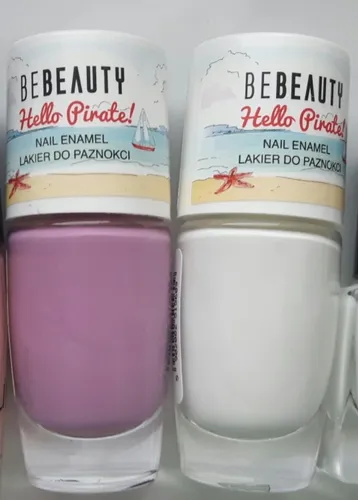 BEBEAUTY
Hello Pirate!
NAIL ENAMEL
LAKIER DO PAZNOKCI
BEBEAUTY
Hello Pirate!
NAIL ENAMEL
LAKIER DO PAZNOKCI